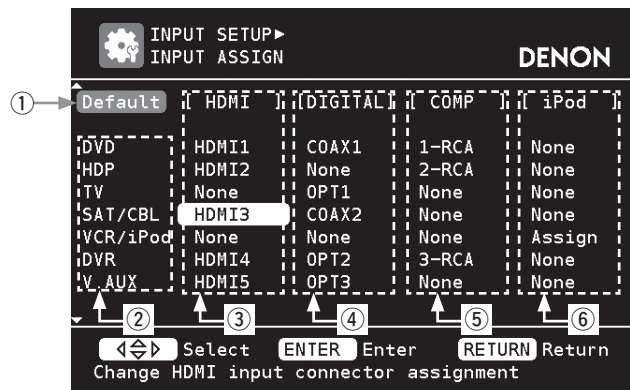 INPUT SETUP▶
INPUT ASSIGN
DENON
① Default [ HDMI ] [DIGITAL] [ COMP ] [ iPod ]
DVD HDMI1 COAX1 1-RCA None
HDP HDMI2 None 2-RCA None
TV None OPT1 None None
SAT/CBL HDMI3 COAX2 None None
VCR/iPod None None None Assign
DVR HDMI4 OPT2 3-RCA None
V.AUX HDMI5 OPT3 None None
② ③ ④ ⑤ ⑥
Select ENTER Enter RETURN Return
Change HDMI input connector assignment